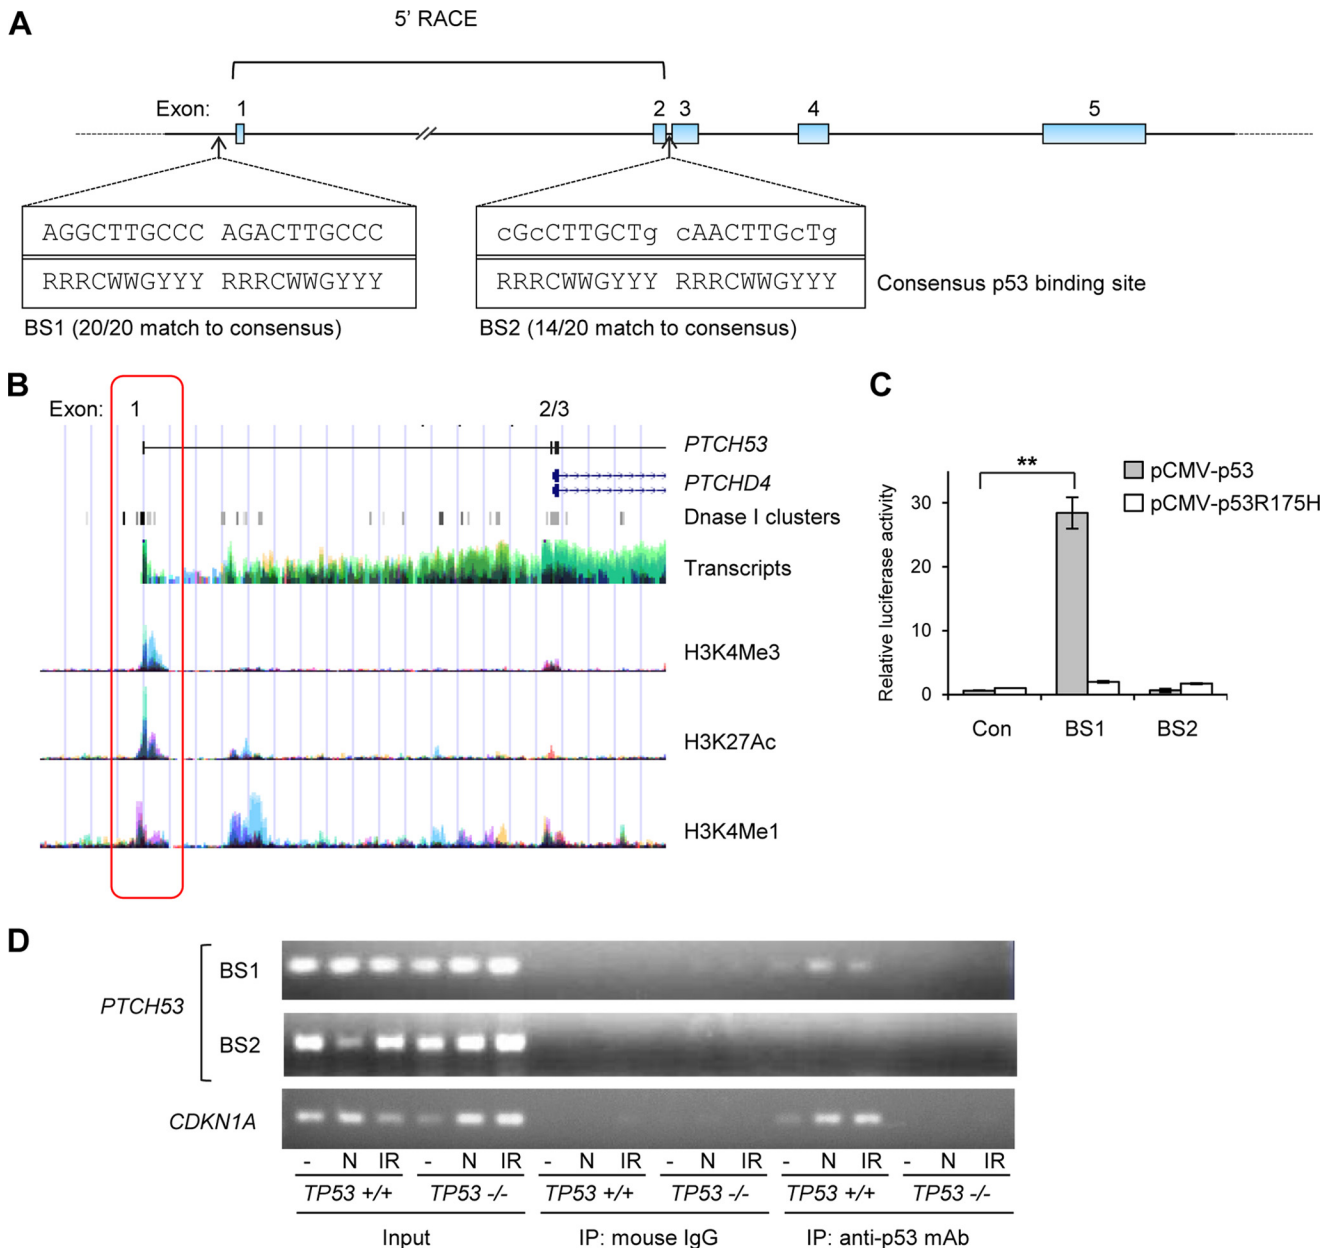 A
5’ RACE
Exon: 1 2 3 4 5
AGGCTTGCCC AGACTTGCCC
RRRCWWGYYY RRRCWWGYYY
BS1 (20/20 match to consensus)
cGcCTTGCTg cAACTTGcTg
RRRCWWGYYY RRRCWWGYYY
Consensus p53 binding site
BS2 (14/20 match to consensus)
B
Exon: 1 2/3
PTCH53
PTCHD4
Dnase I clusters
Transcripts
H3K4Me3
H3K27Ac
H3K4Me1
C
**
pCMV-p53
pCMV-p53R175H
Relative luciferase activity
30
20
10
0
Con BS1 BS2
D
PTCH53
BS1
BS2
CDKN1A
- N IR - N IR - N IR - N IR - N IR - N IR
TP53 +/+ TP53 -/- TP53 +/+ TP53 -/- TP53 +/+ TP53 -/-
Input IP: mouse IgG IP: anti-p53 mAb